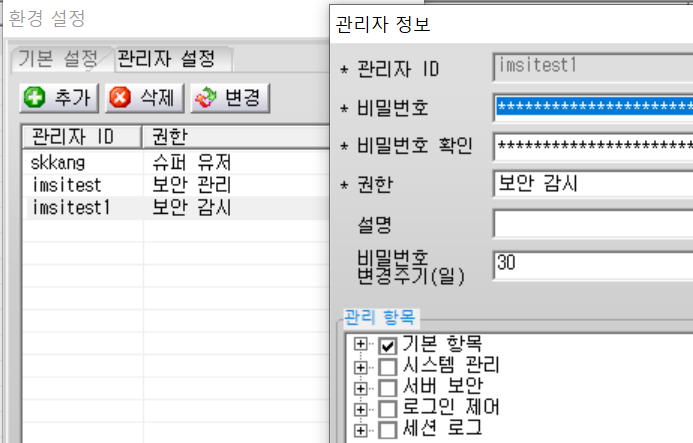 환경 설정
기본 설정 관리자 설정
추가 삭제 변경
관리자 ID 권한
skkang 슈퍼 유저
imsitest 보안 관리
imsitest1 보안 감시
관리자 정보
* 관리자 ID imsitest1
* 비밀번호 **********************
* 비밀번호 확인 **********************
* 권한 보안 감시
설명
비밀번호
변경주기(일) 30
관리 항목
기본 항목
시스템 관리
서버 보안
로그인 제어
세션 로그